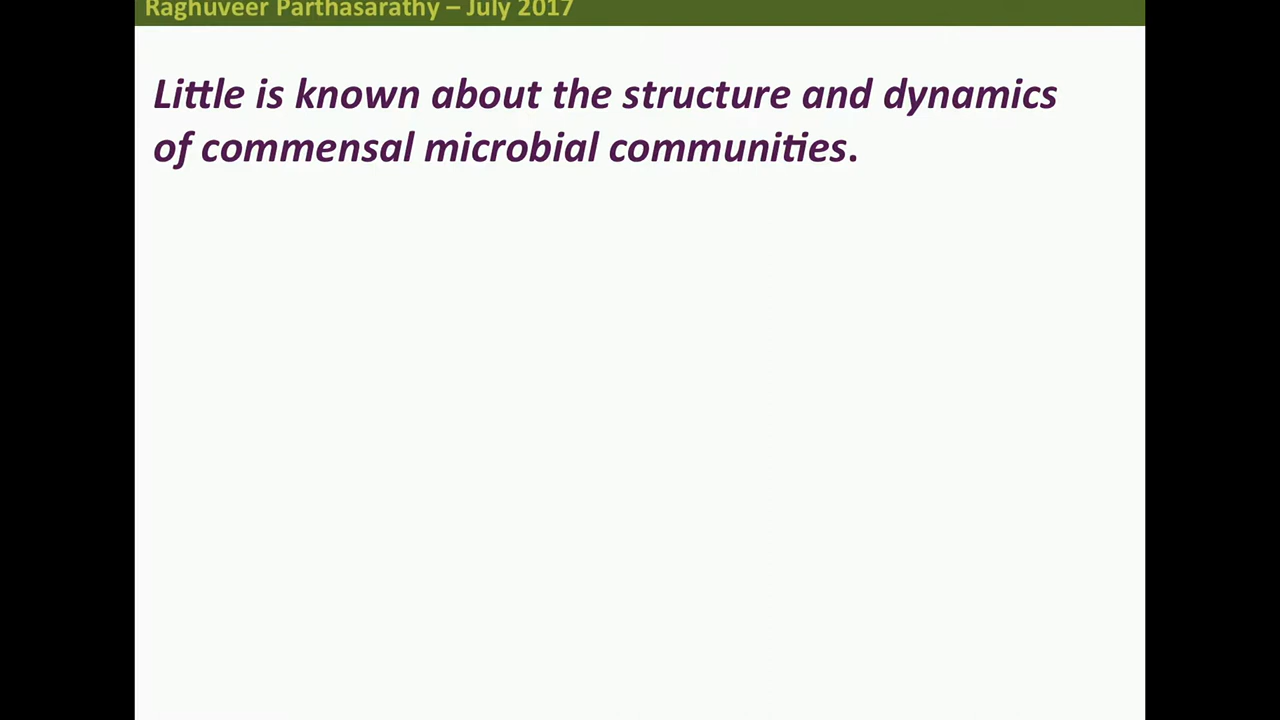 Raghuveer Parthasarathy – July 2017
Little is known about the structure and dynamics
of commensal microbial communities.